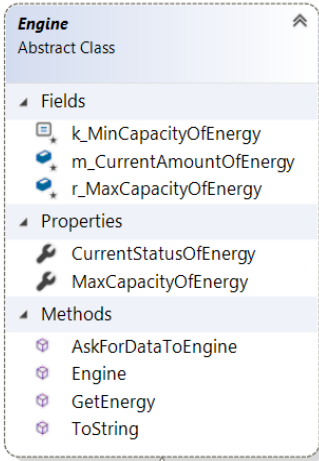 Engine
Abstract Class
Fields
k_MinCapacityOfEnergy
m_CurrentAmountOfEnergy
r_MaxCapacityOfEnergy
Properties
CurrentStatusOfEnergy
MaxCapacityOfEnergy
Methods
AskForDataToEngine
Engine
GetEnergy
ToString